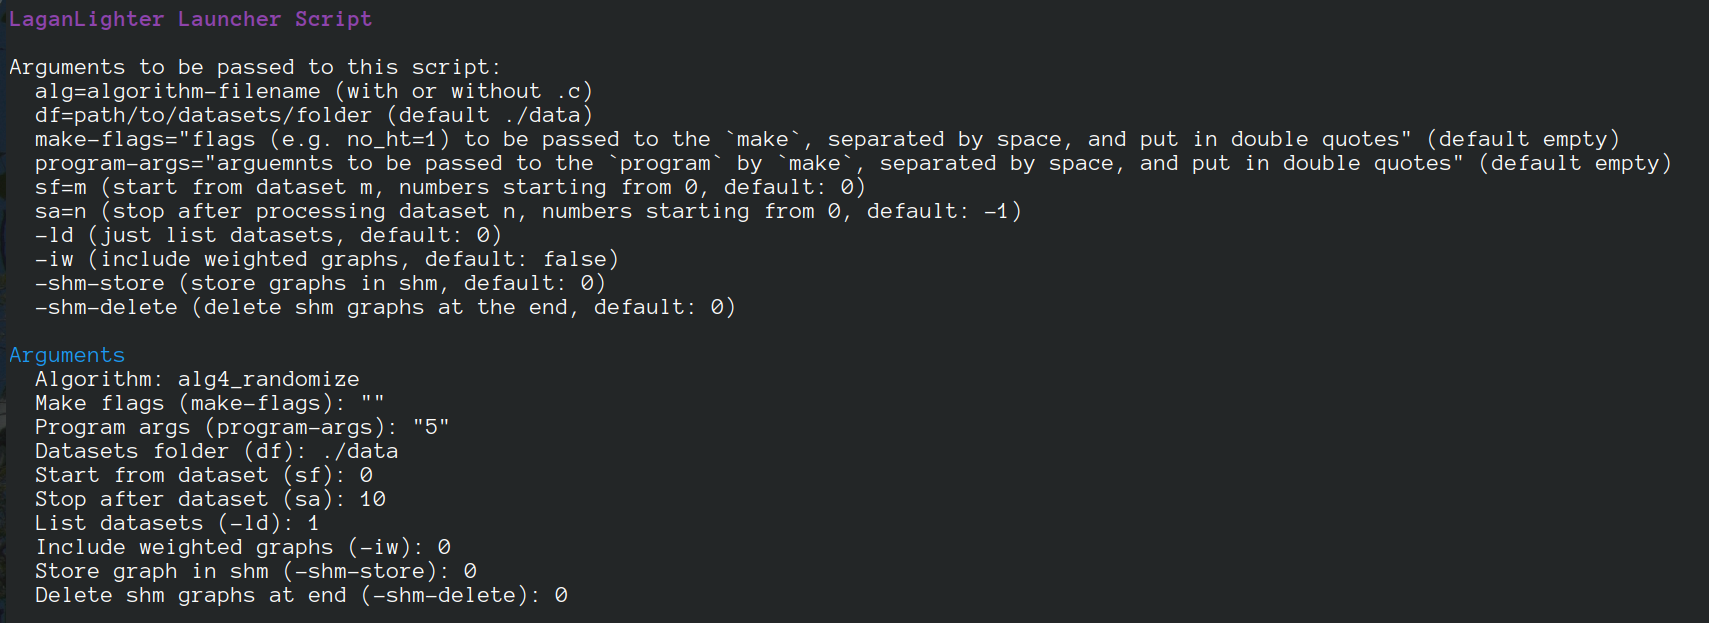 LaganLighter Launcher Script
Arguments to be passed to this script:
alg=algorithm-filename (with or without .c)
df=path/to/datasets/folder (default ./data)
make-flags="flags (e.g. no_ht=1) to be passed to the `make`, separated by space, and put in double quotes" (default empty)
program-args="arguemnts to be passed to the `program` by `make`, separated by space, and put in double quotes" (default empty)
sf=m (start from dataset m, numbers starting from 0, default: 0)
sa=n (stop after processing dataset n, numbers starting from 0, default: -1)
-ld (just list datasets, default: 0)
-iw (include weighted graphs, default: false)
-shm-store (store graphs in shm, default: 0)
-shm-delete (delete shm graphs at the end, default: 0)
Arguments
Algorithm: alg4_randomize
Make flags (make-flags): ""
Program args (program-args): "5"
Datasets folder (df): ./data
Start from dataset (sf): 0
Stop after dataset (sa): 10
List datasets (-ld): 1
Include weighted graphs (-iw): 0
Store graph in shm (-shm-store): 0
Delete shm graphs at end (-shm-delete): 0